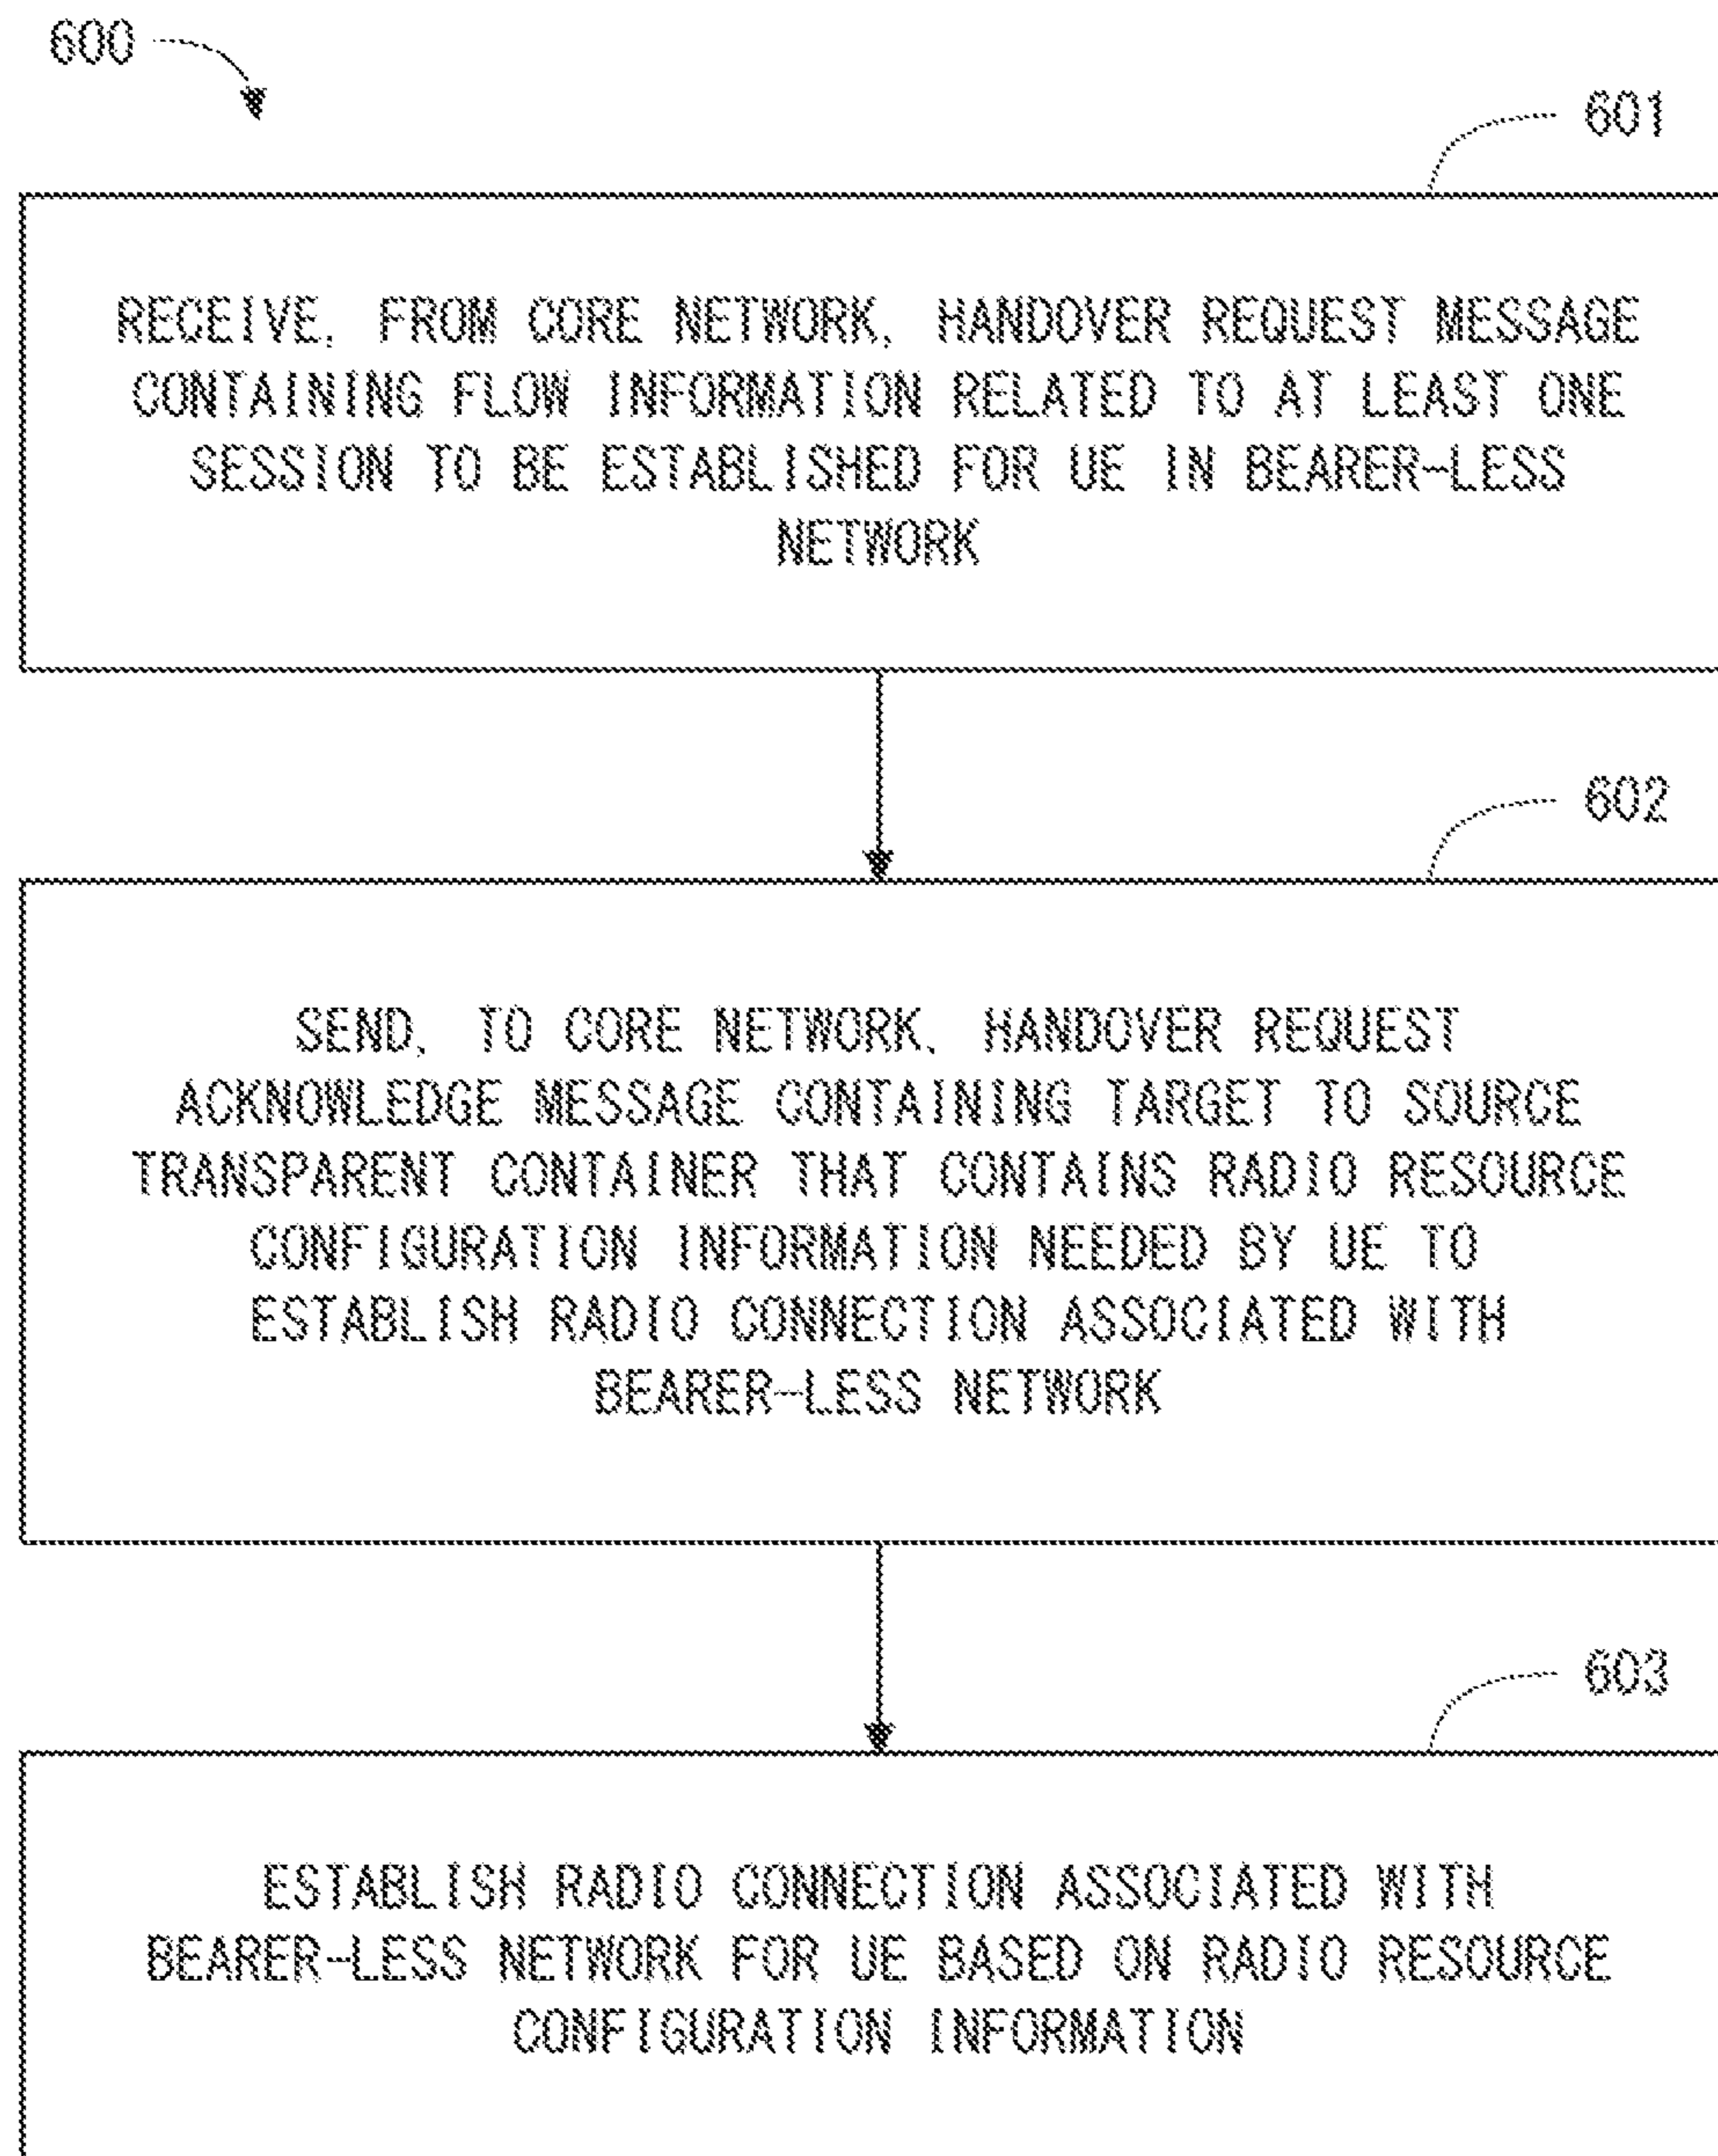 600
601
RECEIVE, FROM CORE NETWORK, HANDOVER REQUEST MESSAGE
CONTAINING FLOW INFORMATION RELATED TO AT LEAST ONE
SESSION TO BE ESTABLISHED FOR UE IN BEARER-LESS
NETWORK
602
SEND, TO CORE NETWORK, HANDOVER REQUEST
ACKNOWLEDGE MESSAGE CONTAINING TARGET TO SOURCE
TRANSPARENT CONTAINER THAT CONTAINS RADIO RESOURCE
CONFIGURATION INFORMATION NEEDED BY UE TO
ESTABLISH RADIO CONNECTION ASSOCIATED WITH
BEARER-LESS NETWORK
603
ESTABLISH RADIO CONNECTION ASSOCIATED WITH
BEARER-LESS NETWORK FOR UE BASED ON RADIO RESOURCE
CONFIGURATION INFORMATION